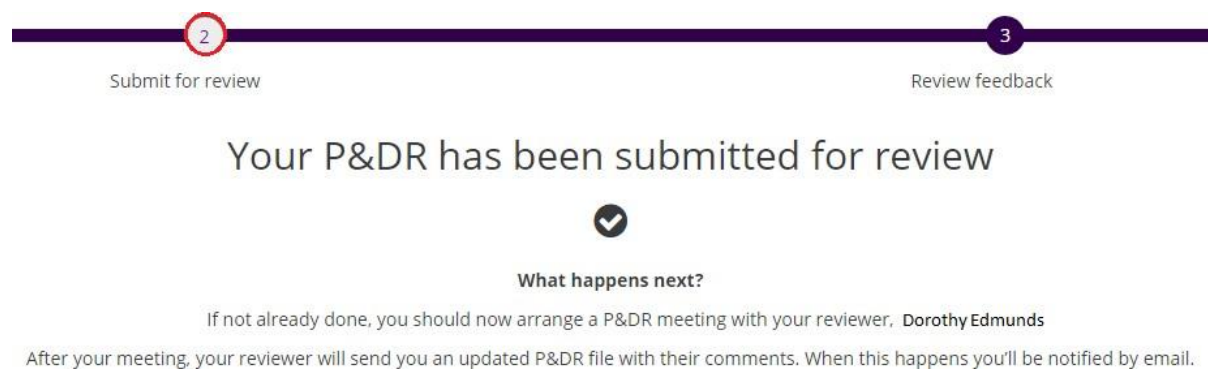 2
3
Submit for review
Review feedback
Your P&DR has been submitted for review
What happens next?
If not already done, you should now arrange a P&DR meeting with your reviewer, Dorothy Edmunds
After your meeting, your reviewer will send you an updated P&DR file with their comments. When this happens you'll be notified by email.